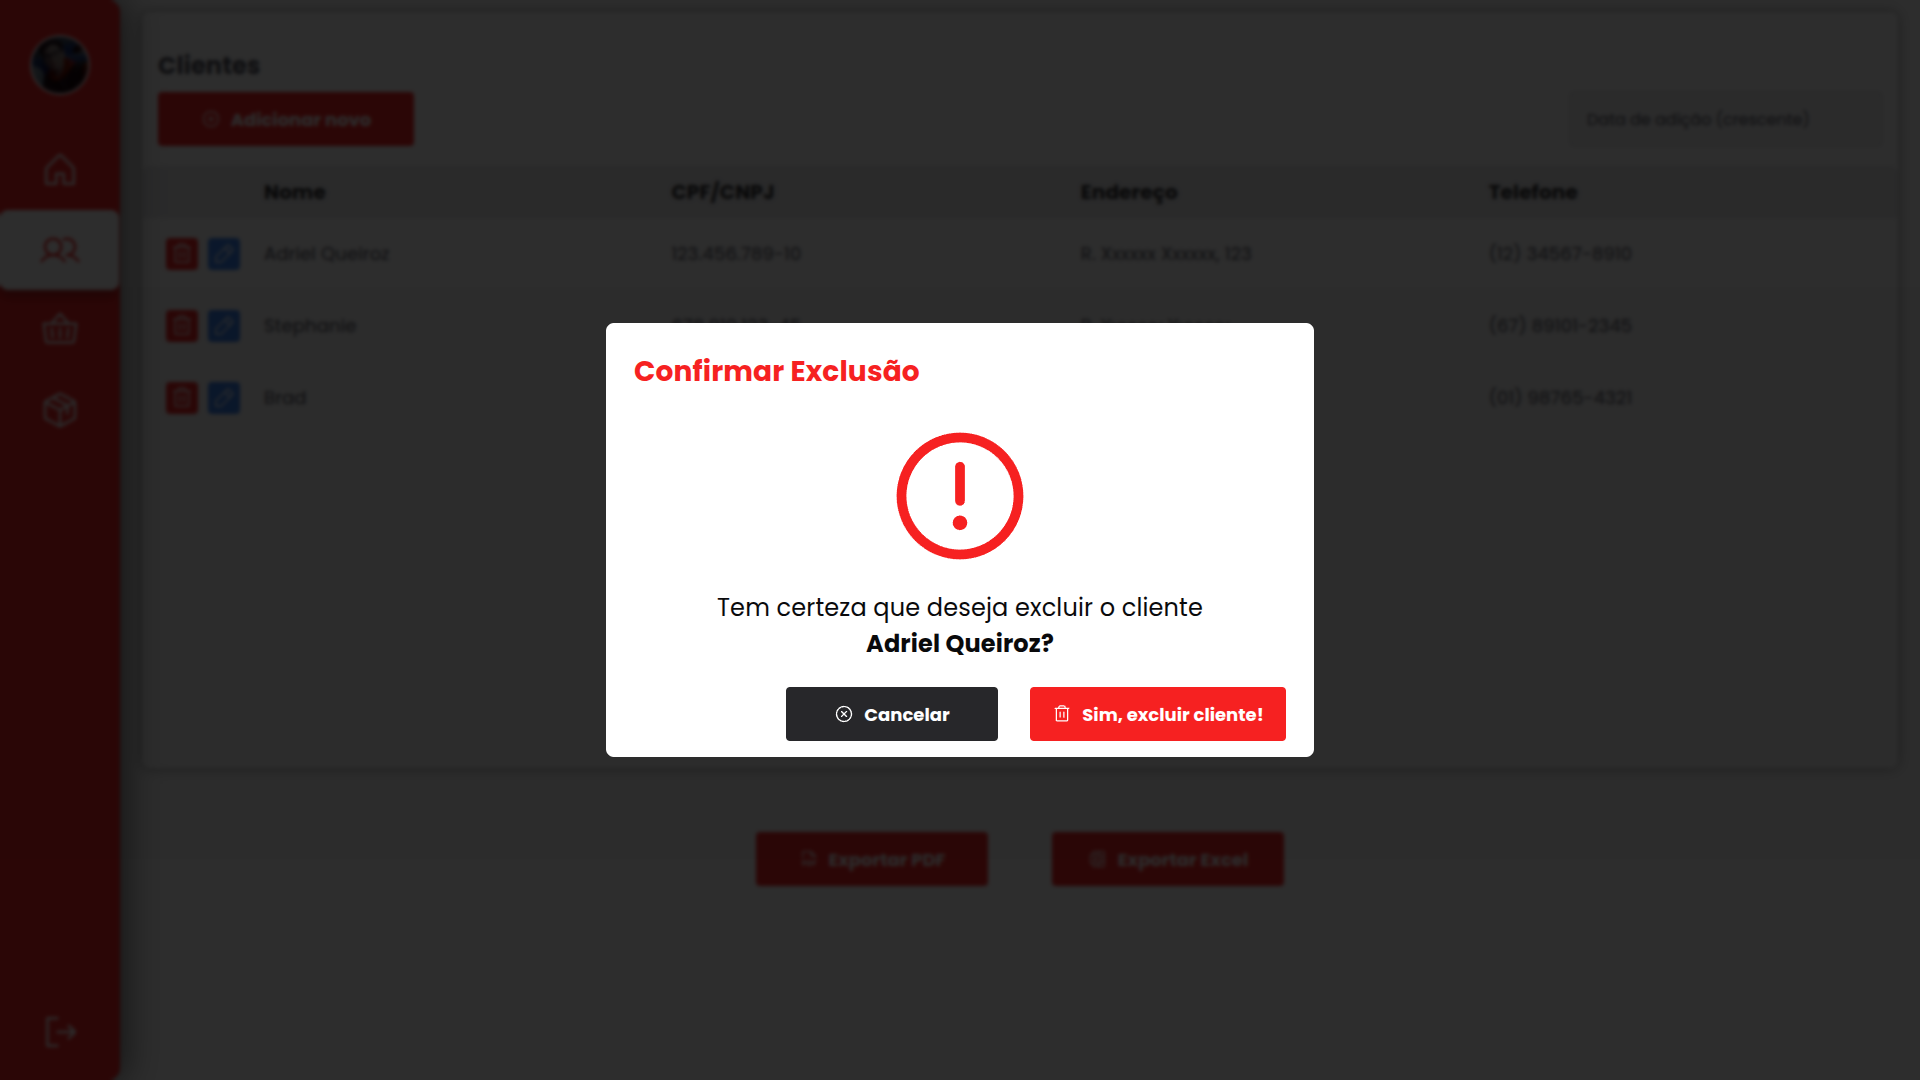 Clientes
Adicionar novo
Data de adição (crescente)
Nome CPF/CNPJ Endereço Telefone
Adriel Queiroz 123.456.789-10 R. Xxxxxx Xxxxxx, 123 (12) 34567-8910
Stephanie (67) 89101-2345
Brad (01) 98765-4321
Confirmar Exclusão
Tem certeza que deseja excluir o cliente
Adriel Queiroz?
Cancelar Sim, excluir cliente!
Exportar PDF Exportar Excel